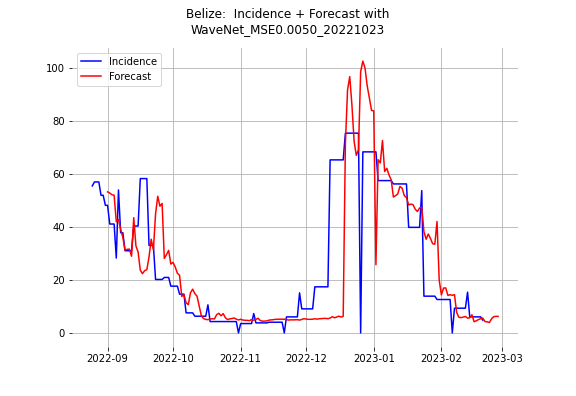 Belize:  Incidence + Forecast with
WaveNet_MSE0.0050_20221023
Incidence
Forecast
100
80
60
40
20
0
2022-09 2022-10 2022-11 2022-12 2023-01 2023-02 2023-03